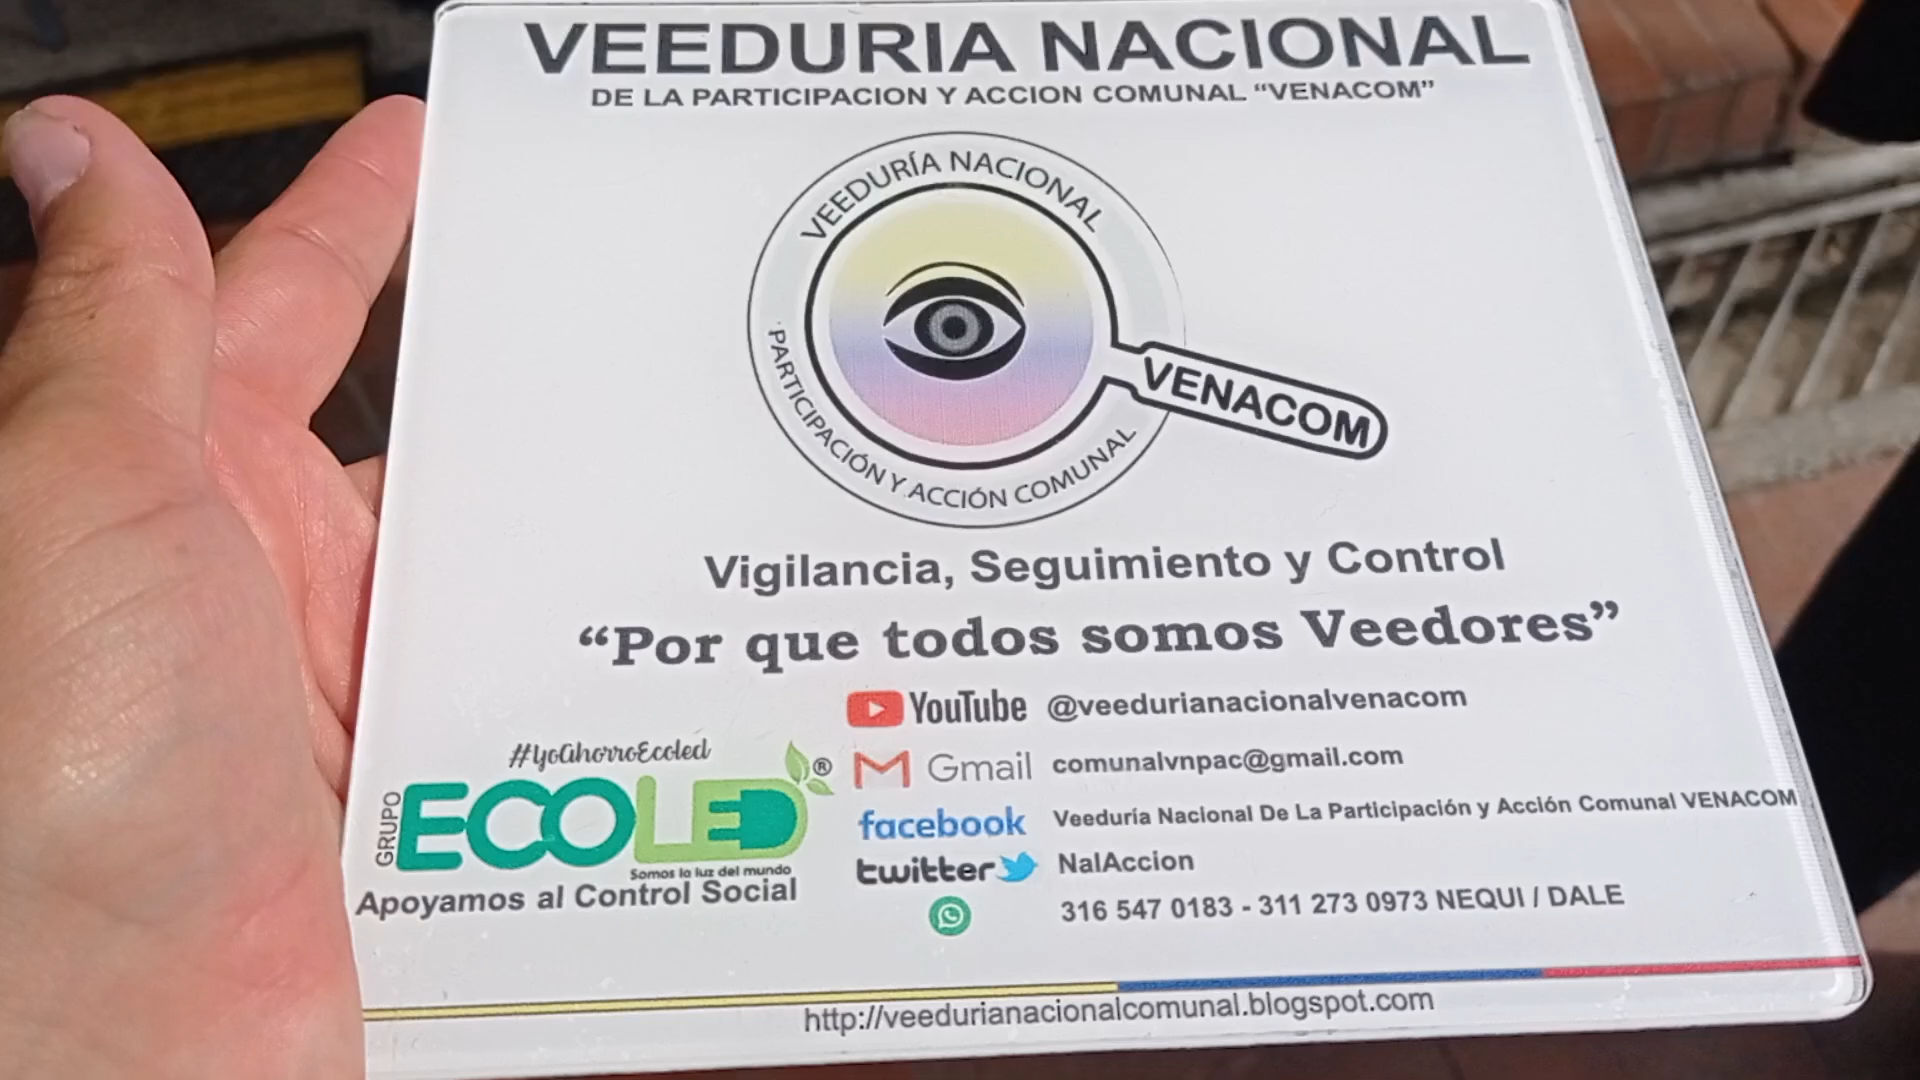 VEEDURIA NACIONAL
DE LA PARTICIPACION Y ACCION COMUNAL “VENACOM”
VEEDURÍA NACIONAL
PARTICIPACIÓN Y ACCIÓN COMUNAL
VENACOM
Vigilancia, Seguimiento y Control
“Por que todos somos Veedores”
YouTube @veedurianacionalvenacom
Gmail comunalvnpac@gmail.com
facebook Veeduría Nacional De La Participación y Acción Comunal VENACOM
twitter NalAccion
316 547 0183 - 311 273 0973 NEQUI / DALE
#YoAhorroEcoled
GRUPO
ECOLED ®
Somos la luz del mundo
Apoyamos al Control Social
http://veedurianacionalcomunal.blogspot.com